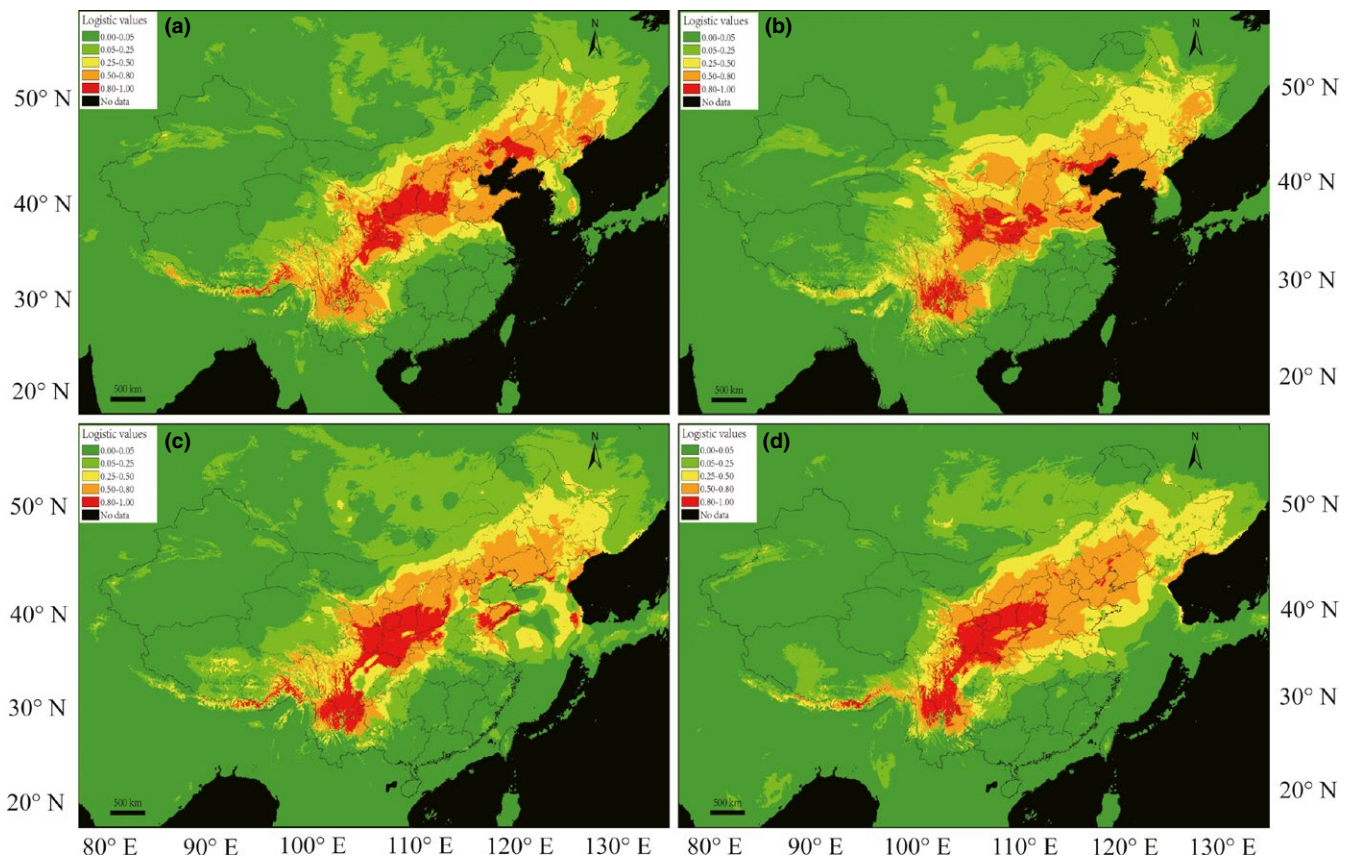 Logistic values
0.00-0.05
0.05-0.25
0.25-0.50
0.50-0.80
0.80-1.00
No data
(a)
N
500 km
Logistic values
0.00-0.05
0.05-0.25
0.25-0.50
0.50-0.80
0.80-1.00
No data
(b)
N
500 km
50° N
40° N
30° N
20° N
50° N
40° N
30° N
20° N
Logistic values
0.00-0.05
0.05-0.25
0.25-0.50
0.50-0.80
0.80-1.00
No data
(c)
N
500 km
Logistic values
0.00-0.05
0.05-0.25
0.25-0.50
0.50-0.80
0.80-1.00
No data
(d)
N
500 km
50° N
40° N
30° N
20° N
50° N
40° N
30° N
20° N
80° E 90° E 100° E 110° E 120° E 130° E 80° E 90° E 100° E 110° E 120° E 130° E